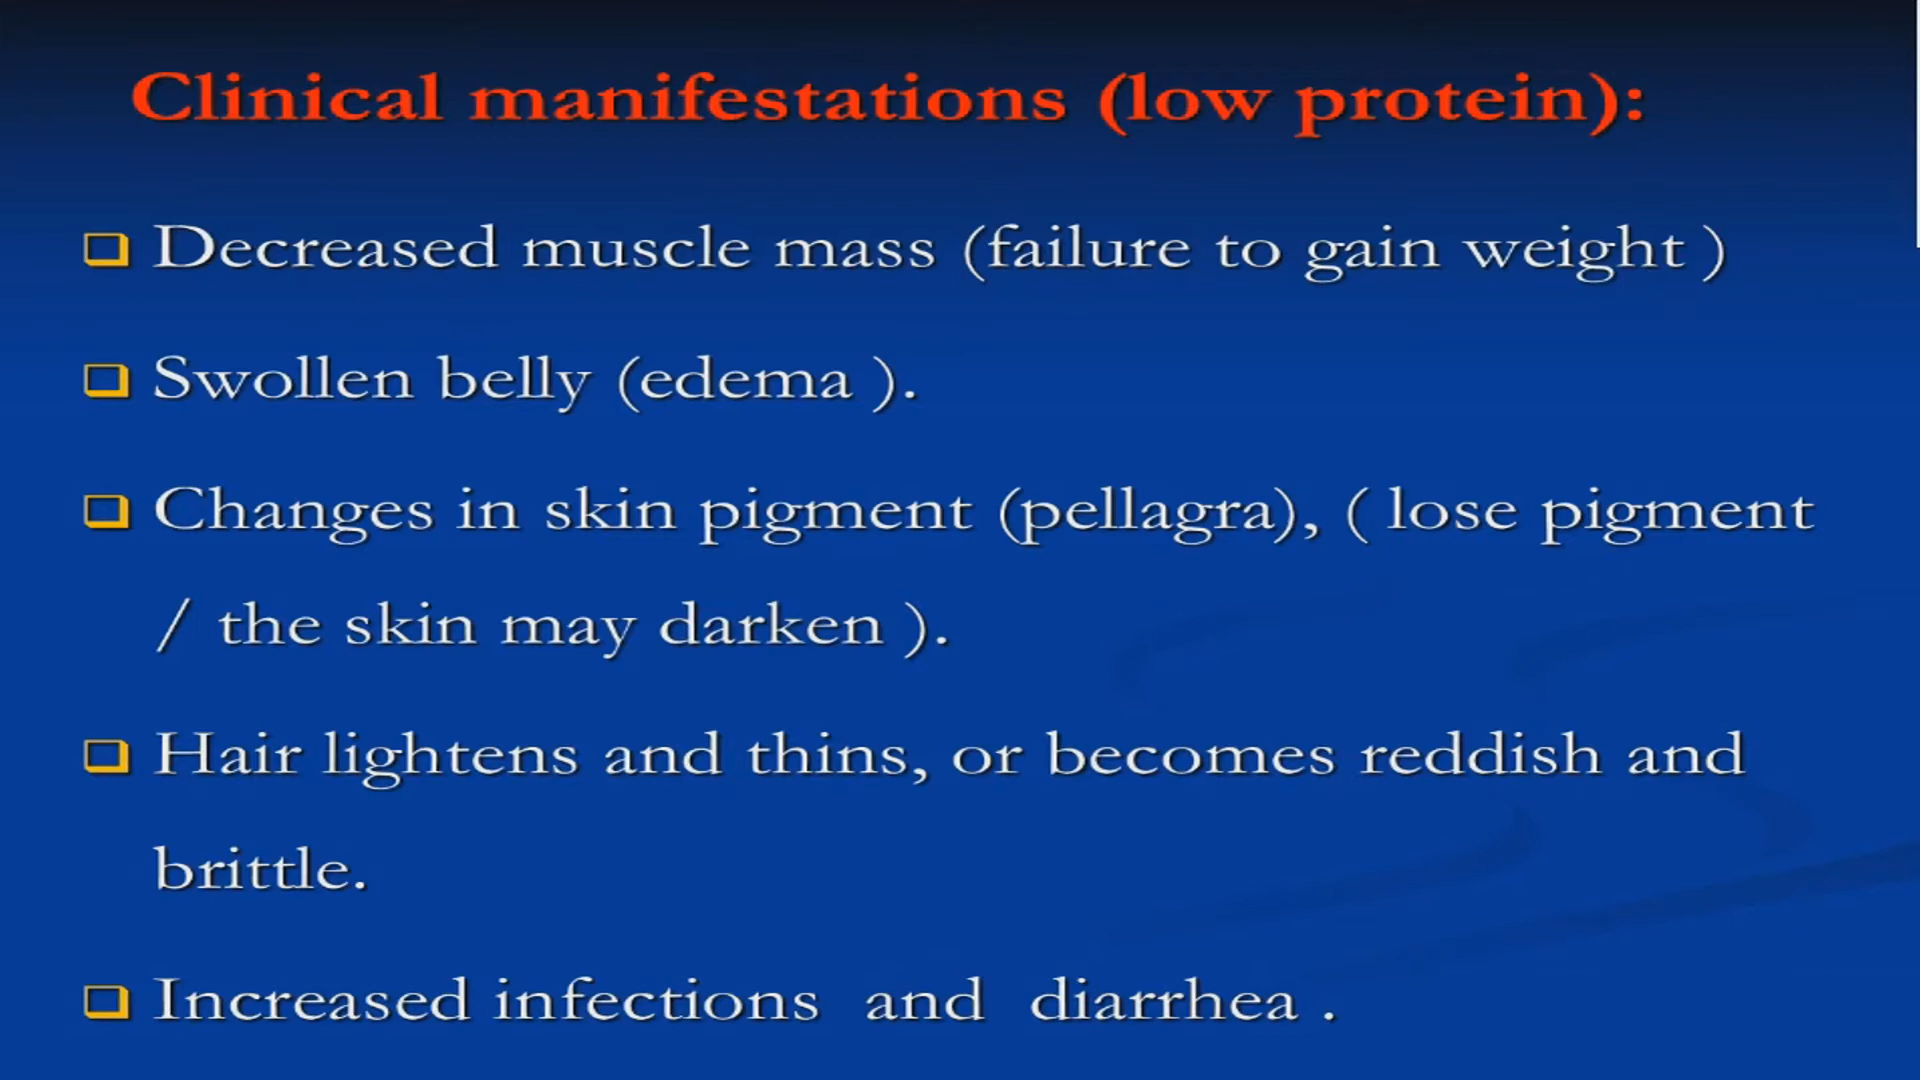 Clinical manifestations (low protein):
Decreased muscle mass (failure to gain weight )
Swollen belly (edema ).
Changes in skin pigment (pellagra), ( lose pigment
/ the skin may darken ).
Hair lightens and thins, or becomes reddish and
brittle.
Increased infections and diarrhea .